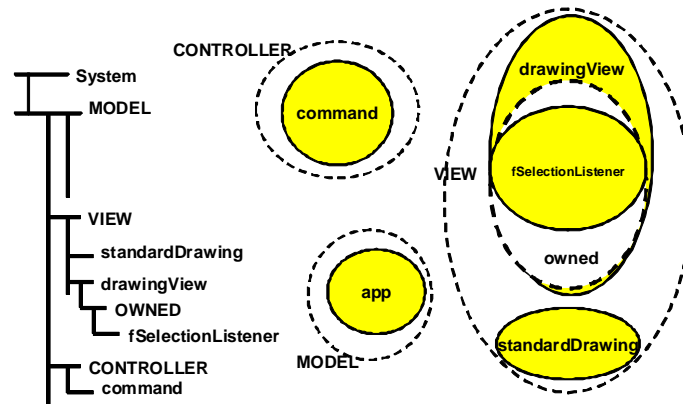 System
MODEL
VIEW
standardDrawing
drawingView
OWNED
fSelectionListener
CONTROLLER
command
CONTROLLER
command
app
MODEL
drawingView
VIEW
fSelectionListener
owned
standardDrawing